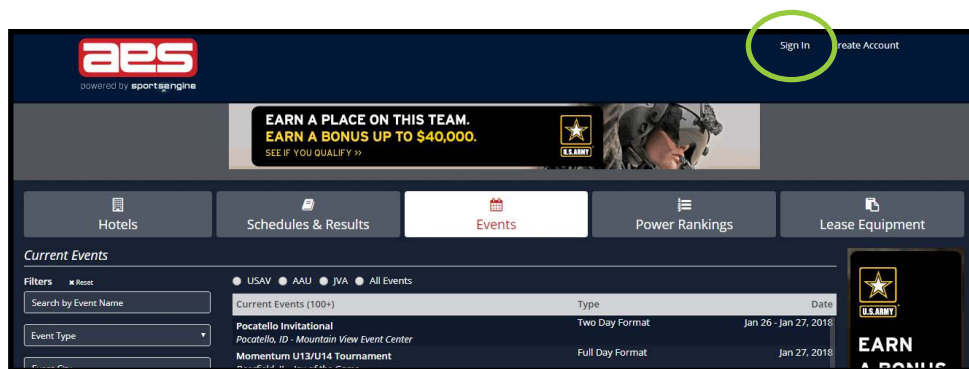 aes
powered by sportsengine
Sign In
reate Account
EARN A PLACE ON THIS TEAM.
EARN A BONUS UP TO $40,000.
SEE IF YOU QUALIFY >>
U.S.ARMY
Hotels
Schedules & Results
Events
Power Rankings
Lease Equipment
Current Events
Filters × Reset
USAV AAU JVA All Events
Search by Event Name
Current Events (100+) Type Date
Pocatello Invitational Two Day Format Jan 26 - Jan 27, 2018
Pocatello, ID - Mountain View Event Center
Event Type
Momentum U13/U14 Tournament Full Day Format Jan 27, 2018
U.S.ARMY
EARN
A BONUS